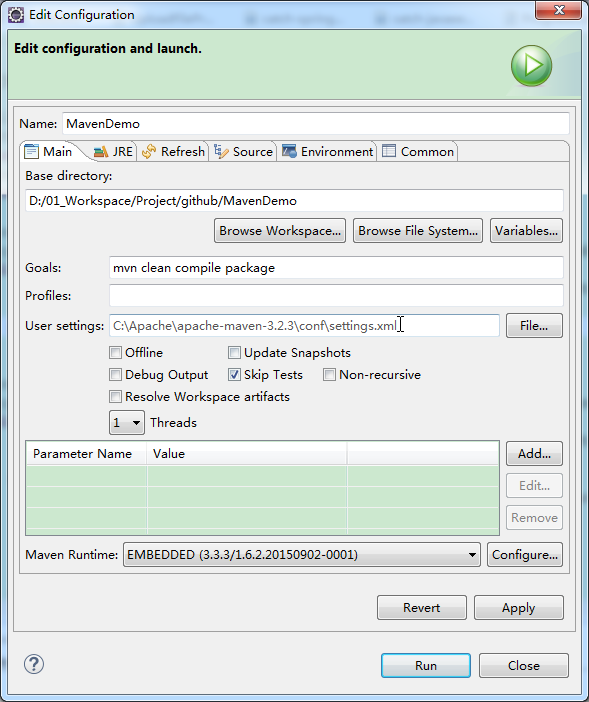 Edit Configuration
Edit configuration and launch.
Name: MavenDemo
Main JRE Refresh Source Environment Common
Base directory:
D:/01_Workspace/Project/github/MavenDemo
Browse Workspace... Browse File System... Variables...
Goals: mvn clean compile package
Profiles:
User settings: C:\Apache\apache-maven-3.2.3\conf\settings.xml File...
Offline Update Snapshots
Debug Output Skip Tests Non-recursive
Resolve Workspace artifacts
1 Threads
Parameter Name Value Add...
Edit...
Remove
Maven Runtime: EMBEDDED (3.3.3/1.6.2.20150902-0001) Configure...
Revert Apply
? Run Close